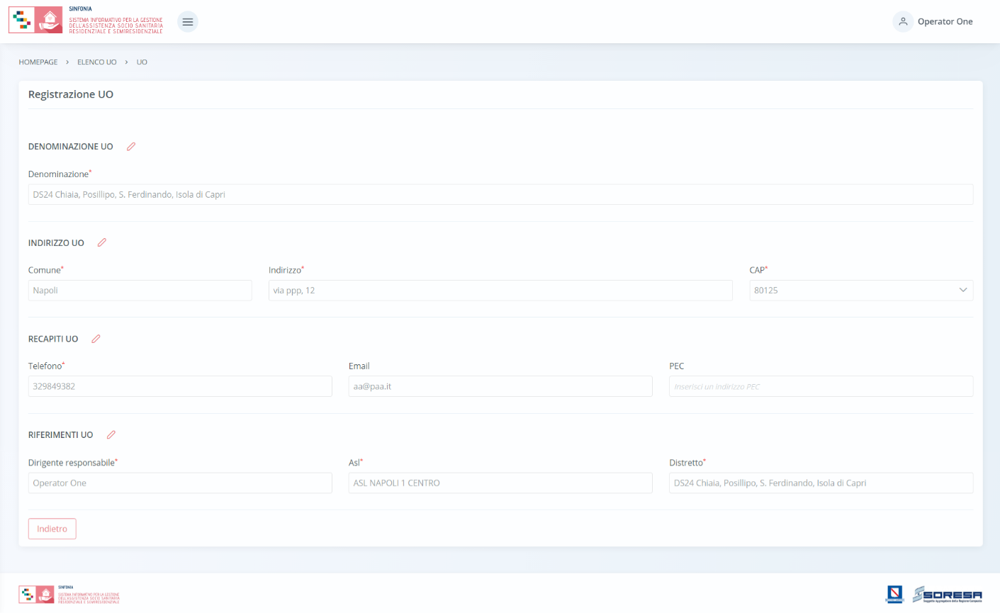 SINFONIA
SISTEMA INFORMATIVO PER LA GESTIONE
DELL'ASSISTENZA SOCIO SANITARIA
RESIDENZIALE E SEMIRESIDENZIALE
Operator One
HOMEPAGE > ELENCO UO > UO
Registrazione UO
DENOMINAZIONE UO
Denominazione*
DS24 Chiaia, Posillipo, S. Ferdinando, Isola di Capri
INDIRIZZO UO
Comune* Indirizzo* CAP*
Napoli via ppp, 12 80125
RECAPITI UO
Telefono* Email PEC
329849382 aa@paa.it Inserisci un indirizzo PEC
RIFERIMENTI UO
Dirigente responsabile* Asl* Distretto*
Operator One ASL NAPOLI 1 CENTRO DS24 Chiaia, Posillipo, S. Ferdinando, Isola di Capri
Indietro
SINFONIA
SISTEMA INFORMATIVO PER LA GESTIONE
DELL'ASSISTENZA SOCIO SANITARIA
RESIDENZIALE E SEMIRESIDENZIALE
SORESA